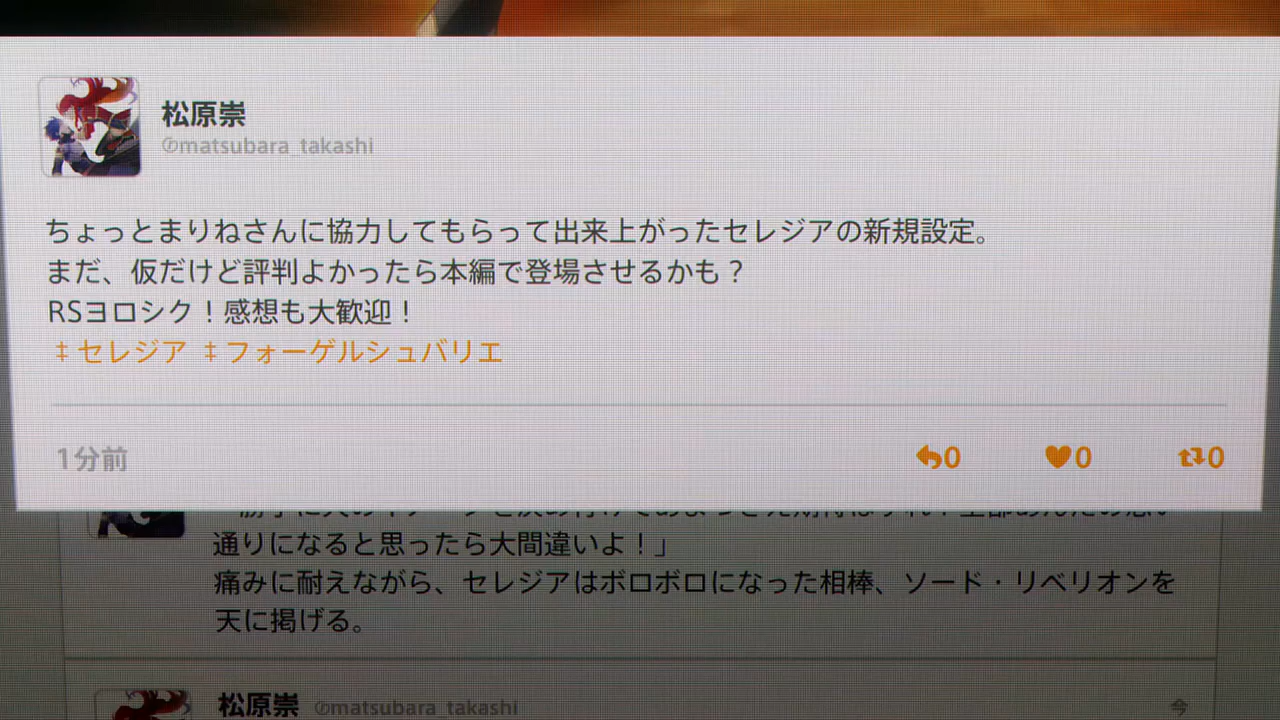 松原崇
@matsubara_takashi
ちょっとまりねさんに協力してもらって出来上がったセレジアの新規設定。
まだ、仮だけど評判よかったら本編で登場させるかも？
RSヨロシク！感想も大歓迎！
‡セレジア ‡フォーゲルシュバリエ
1分前
0 0 0
通りになると思ったら大間違いよ！」
痛みに耐えながら、セレジアはボロボロになった相棒、ソード・リベリオンを
天に掲げる。
松原崇 @matsubara_takashi 今